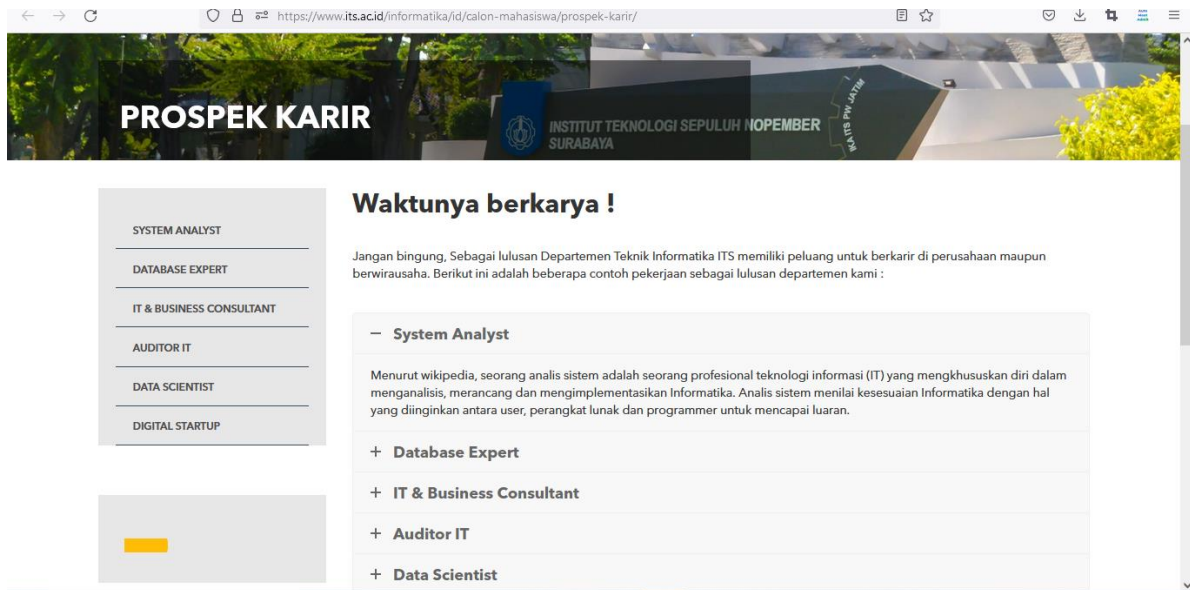 https://www.its.ac.id/informatika/id/calon-mahasiswa/prospek-karir/
PROSPEK KARIR
INSTITUT TEKNOLOGI SEPULUH NOPEMBER
SURABAYA
IKA ITS PW JATIM
SYSTEM ANALYST
DATABASE EXPERT
IT & BUSINESS CONSULTANT
AUDITOR IT
DATA SCIENTIST
DIGITAL STARTUP
Waktunya berkarya !
Jangan bingung, Sebagai lulusan Departemen Teknik Informatika ITS memiliki peluang untuk berkarir di perusahaan maupun
berwirausaha. Berikut ini adalah beberapa contoh pekerjaan sebagai lulusan departemen kami :
− System Analyst
Menurut wikipedia, seorang analis sistem adalah seorang profesional teknologi informasi (IT) yang mengkhususkan diri dalam
menganalisis, merancang dan mengimplementasikan Informatika. Analis sistem menilai kesesuaian Informatika dengan hal
yang diinginkan antara user, perangkat lunak dan programmer untuk mencapai luaran.
+ Database Expert
+ IT & Business Consultant
+ Auditor IT
+ Data Scientist